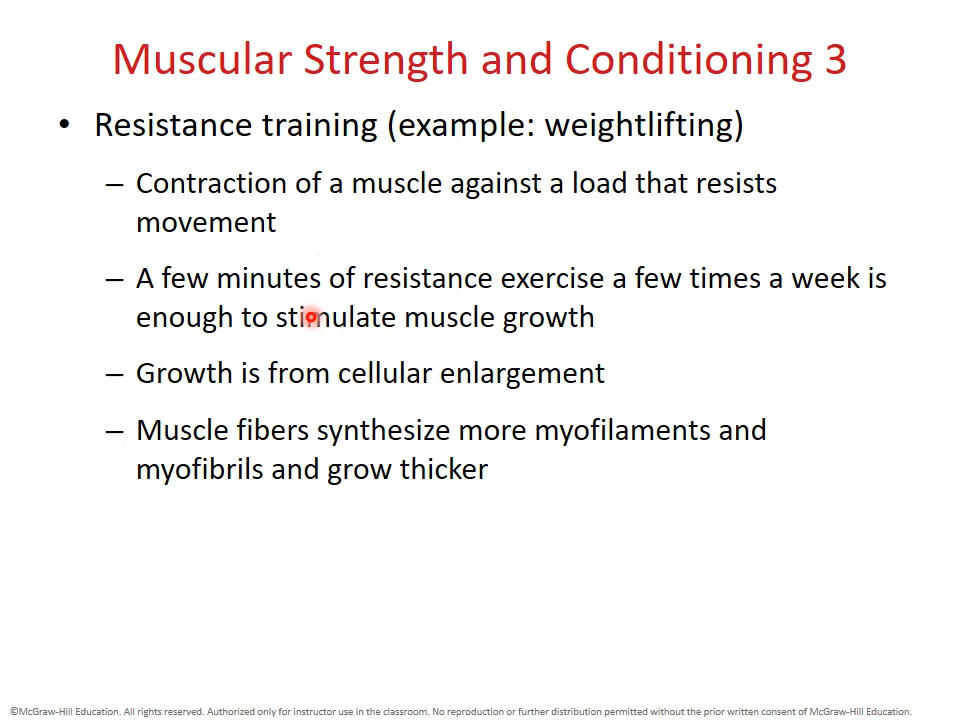 Muscular Strength and Conditioning 3
• Resistance training (example: weightlifting)
– Contraction of a muscle against a load that resists
movement
– A few minutes of resistance exercise a few times a week is
enough to stimulate muscle growth
– Growth is from cellular enlargement
– Muscle fibers synthesize more myofilaments and
myofibrils and grow thicker
©McGraw-Hill Education. All rights reserved. Authorized only for instructor use in the classroom. No reproduction or further distribution permitted without the prior written consent of McGraw-Hill Education.